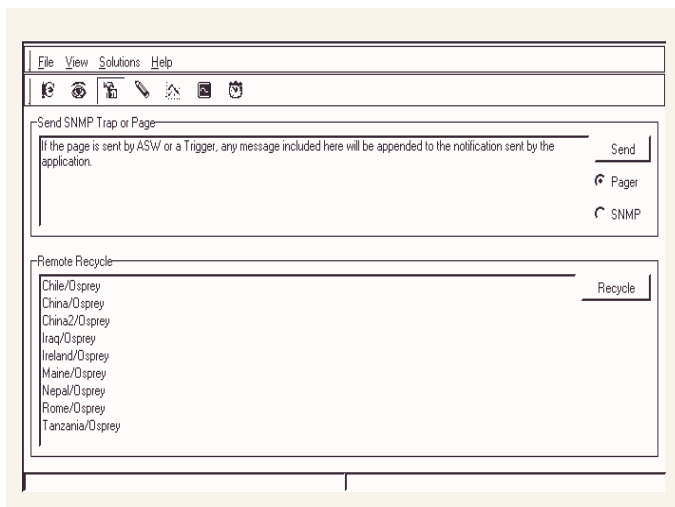 File View Solutions Help
Send SNMP Trap or Page
If the page is sent by ASW or a Trigger, any message included here will be appended to the notification sent by the
application.
Send
Pager
SNMP
Remote Recycle
Chile/Osprey
China/Osprey
China2/Osprey
Iraq/Osprey
Ireland/Osprey
Maine/Osprey
Nepal/Osprey
Rome/Osprey
Tanzania/Osprey
Recycle